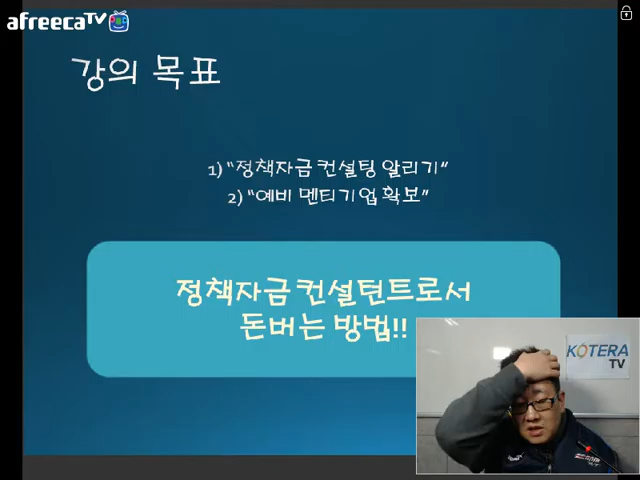 afreecaTV
강의 목표
1) "정책자금 컨설팅 알리기"
2) "예비 멘티기업 확보"
정책자금 컨설턴트로서
돈버는 방법!!
KOTERA
TV